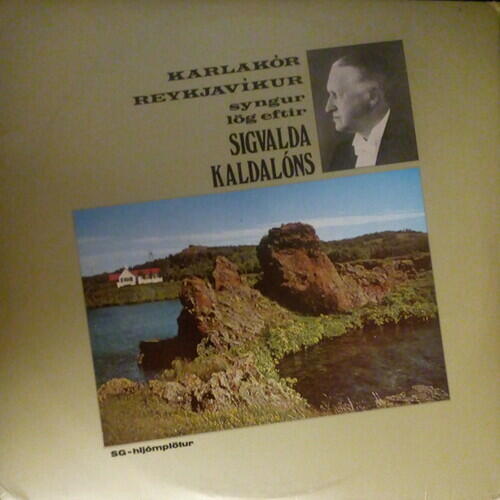 KARLAKÓR
REYKJAVÍKUR
syngur
lög eftir
SIGVALDA
KALDALÓNS
SG-hljómplötur